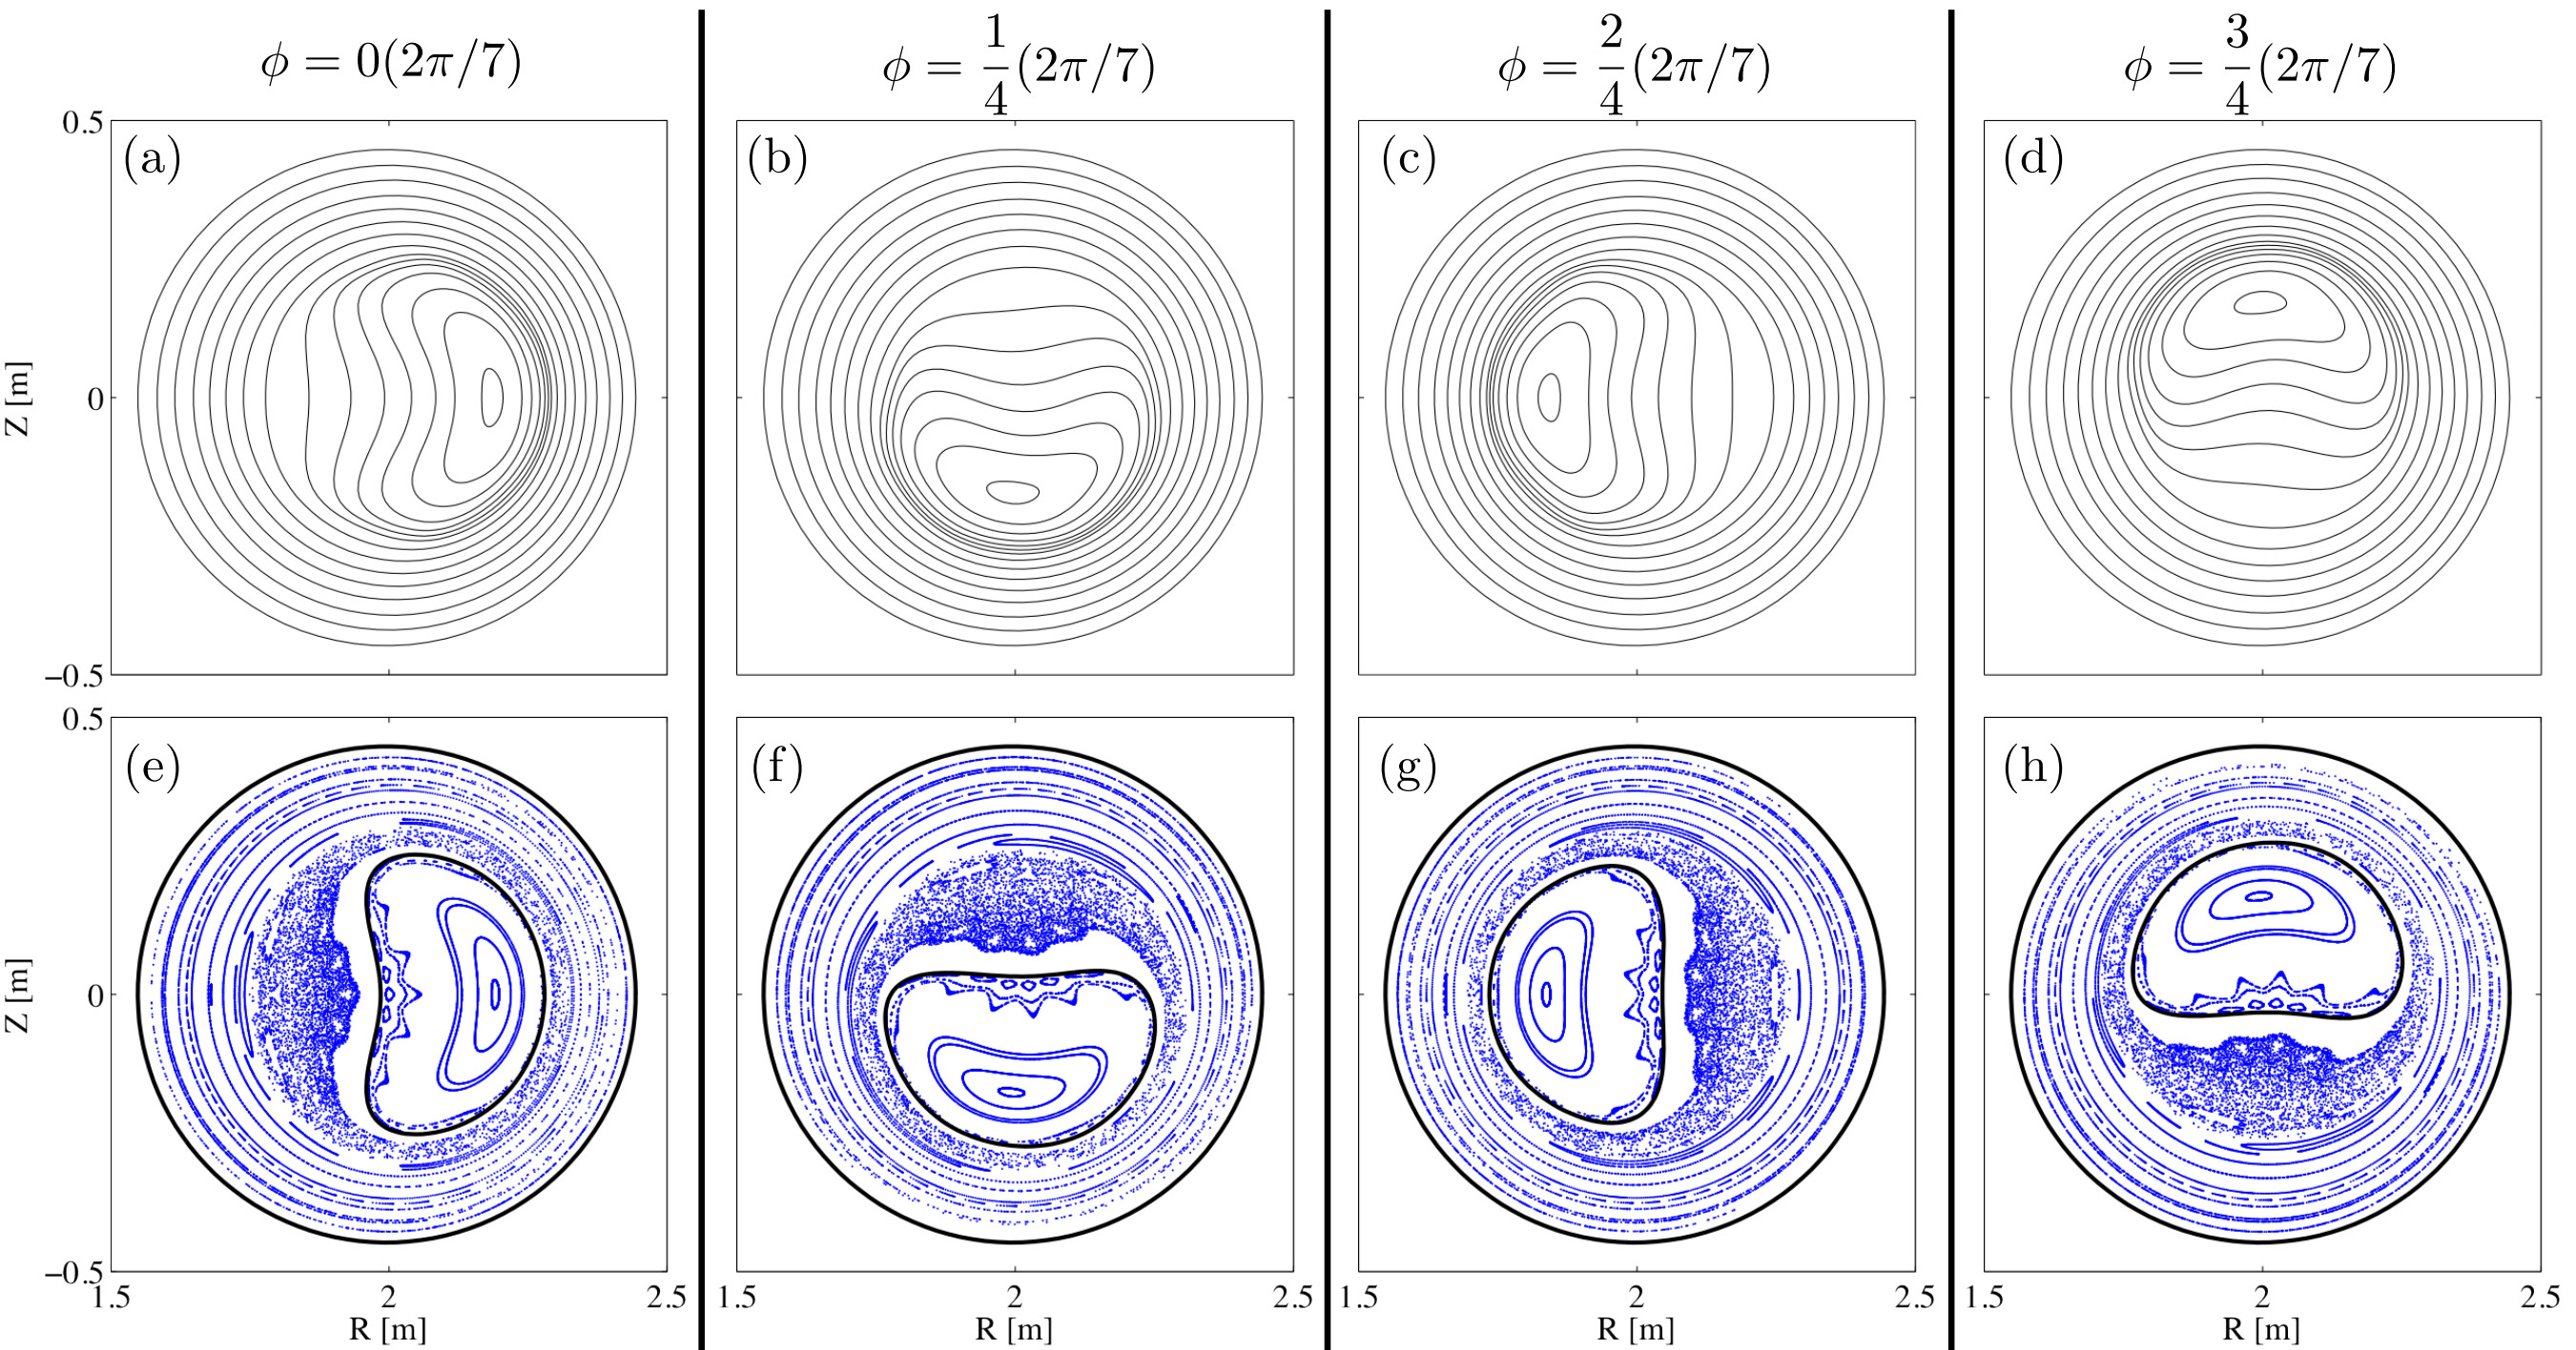 ϕ = 0(2π/7)
ϕ = 1/4(2π/7)
ϕ = 2/4(2π/7)
ϕ = 3/4(2π/7)
(a)
(b)
(c)
(d)
0.5
0
−0.5
Z [m]
(e)
(f)
(g)
(h)
0.5
0
−0.5
Z [m]
1.5 2 2.5
1.5 2 2.5
1.5 2 2.5
1.5 2 2.5
R [m]
R [m]
R [m]
R [m]